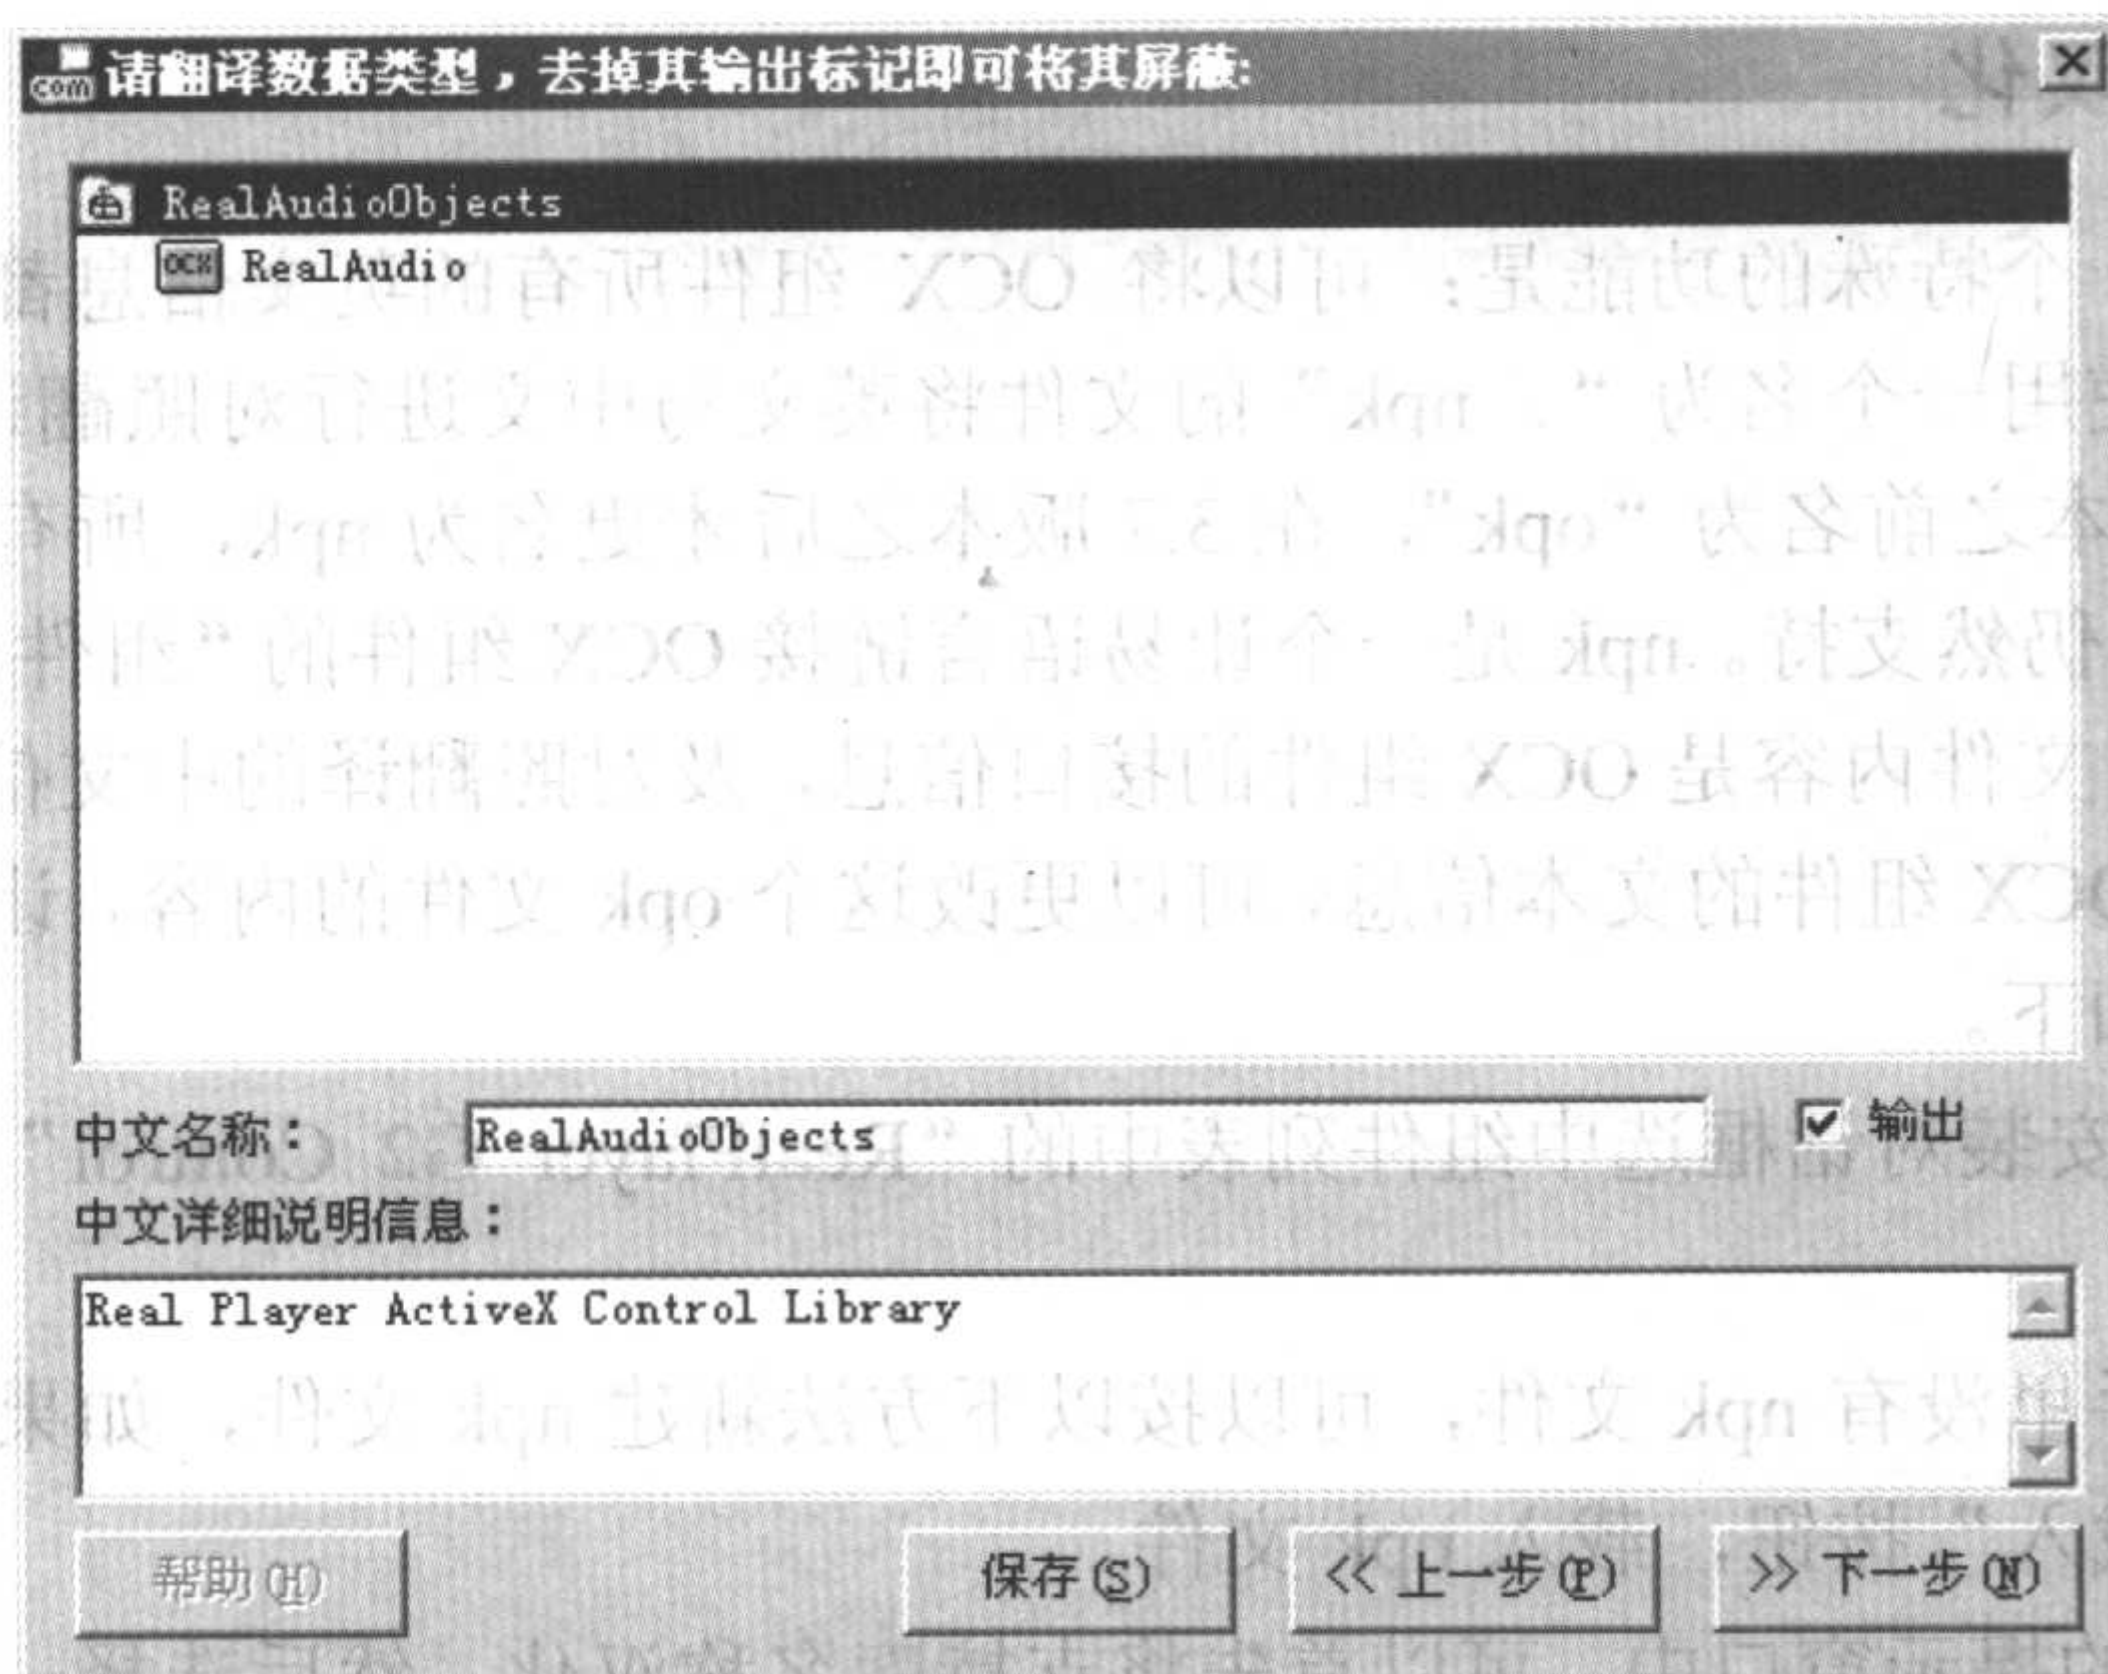 com 请翻译数据类型，去掉其输出标记即可将其屏蔽:
RealAudioObjects
OCX RealAudio
中文名称： RealAudioObjects 输出
中文详细说明信息：
Real Player ActiveX Control Library
帮助(H) 保存(S) << 上一步(P) >> 下一步(N)